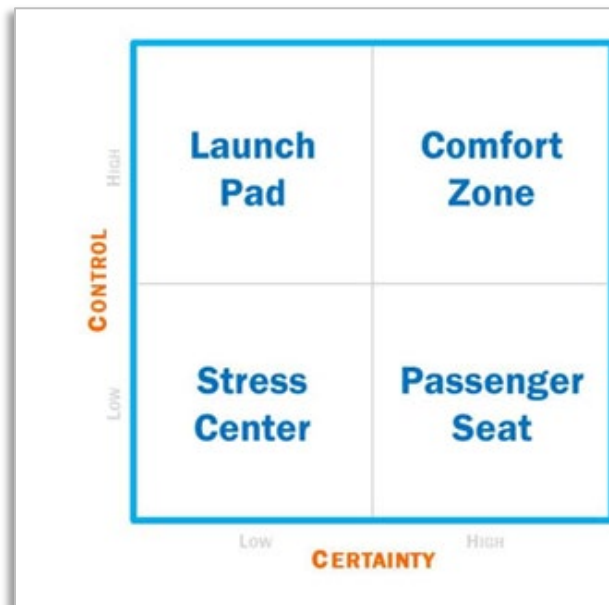 Launch
Pad
Comfort
Zone
HIGH
CONTROL
Stress
Center
Passenger
Seat
LOW
LOW
HIGH
CERTAINTY